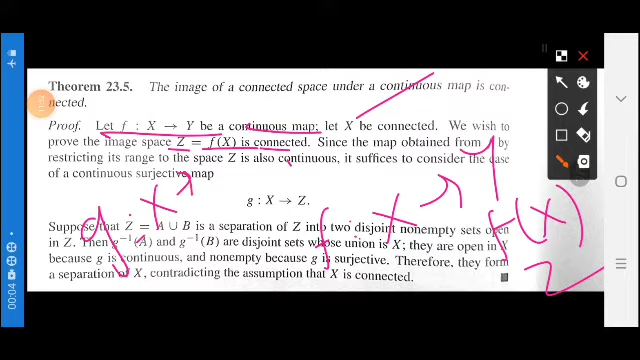 Theorem 23.5. The image of a connected space under a continuous map is con-
nected.
Proof. Let f : X → Y be a continuous map; let X be connected. We wish to
prove the image space Z = f(X) is connected. Since the map obtained from by
restricting its range to the space Z is also continuous, it suffices to consider the case
of a continuous surjective map
g : X → Z.
Suppose that Z = A ∪ B is a separation of Z into two disjoint nonempty sets open
in Z. Then g⁻¹(A) and g⁻¹(B) are disjoint sets whose union is X; they are open in X
because g is continuous, and nonempty because g is surjective. Therefore, they form
a separation of X, contradicting the assumption that X is connected.
g : X →
f : X → Y
f(X)
Z
00:04